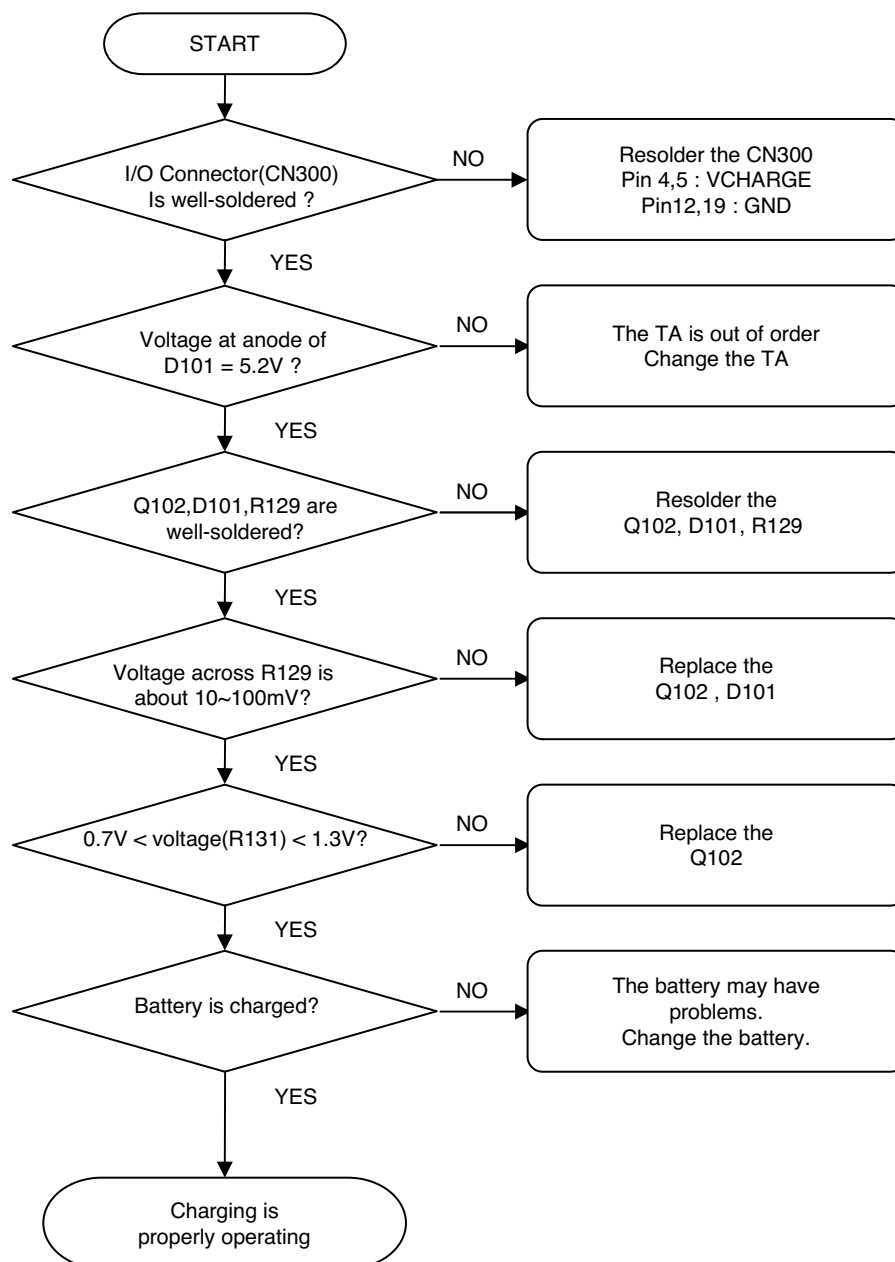 START
I/O Connector(CN300)
Is well-soldered ?
NO
Resolder the CN300
Pin 4,5 : VCHARGE
Pin12,19 : GND
YES
Voltage at anode of
D101 = 5.2V ?
NO
The TA is out of order
Change the TA
YES
Q102,D101,R129 are
well-soldered?
NO
Resolder the
Q102, D101, R129
YES
Voltage across R129 is
about 10~100mV?
NO
Replace the
Q102 , D101
YES
0.7V < voltage(R131) < 1.3V?
NO
Replace the
Q102
YES
Battery is charged?
NO
The battery may have
problems.
Change the battery.
YES
Charging is
properly operating